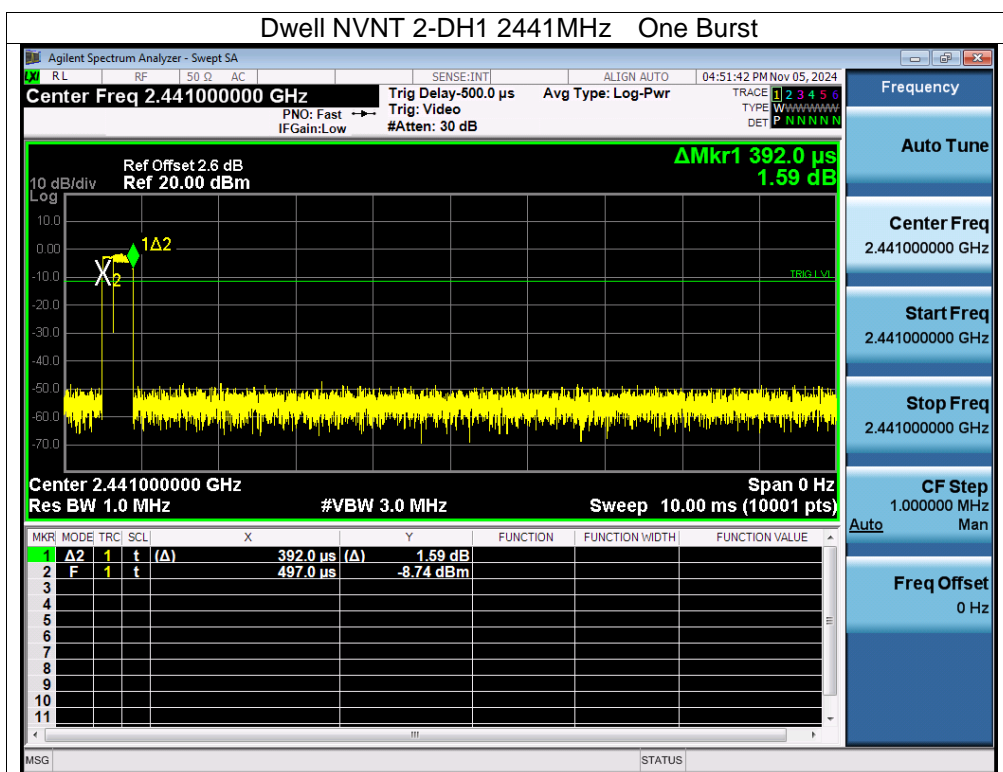 Dwell NVNT 2-DH1 2441MHz One Burst
Agilent Spectrum Analyzer - Swept SA
LXI RL RF 50 Ω AC SENSE:INT ALIGN AUTO 04:51:42 PM Nov 05, 2024
Center Freq 2.441000000 GHz
PNO: Fast
IFGain:Low
Trig Delay-500.0 µs
Trig: Video
#Atten: 30 dB
Avg Type: Log-Pwr
TRACE 1 2 3 4 5 6
TYPE WWWWWW
DET P N N N N N
Frequency
Auto Tune
ΔMkr1 392.0 µs
1.59 dB
Ref Offset 2.6 dB
10 dB/div Ref 20.00 dBm
Log
10.0
0.00
-10.0
-20.0
-30.0
-40.0
-50.0
-60.0
-70.0
1Δ2
X2
TRIG LVL
Center 2.441000000 GHz Span 0 Hz
Res BW 1.0 MHz #VBW 3.0 MHz Sweep 10.00 ms (10001 pts)
MKR MODE TRC SCL X Y FUNCTION FUNCTION WIDTH FUNCTION VALUE
1 Δ2 1 t (Δ) 392.0 µs (Δ) 1.59 dB
2 F 1 t 497.0 µs -8.74 dBm
3
4
5
6
7
8
9
10
11
Center Freq
2.441000000 GHz
Start Freq
2.441000000 GHz
Stop Freq
2.441000000 GHz
CF Step
1.000000 MHz
Auto Man
Freq Offset
0 Hz
MSG STATUS